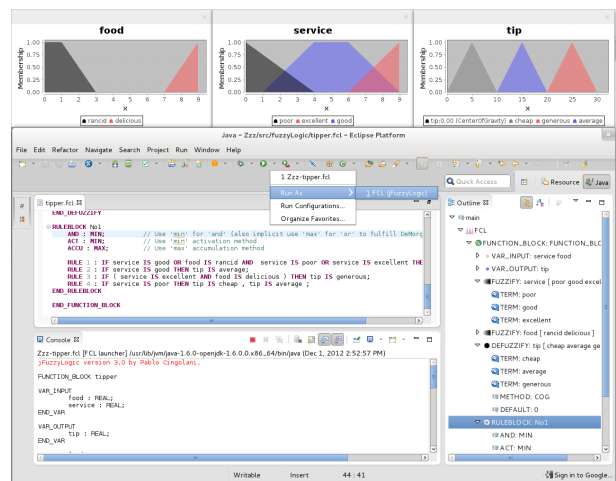 food
service
tip
Membership
1.00
0.75
0.50
0.25
0.00
0 1 2 3 4 5 6 7 8 9
x
rancid delicious
Membership
1.00
0.75
0.50
0.25
0.00
0 1 2 3 4 5 6 7 8 9
x
poor excellent good
Membership
1.00
0.75
0.50
0.25
0.00
0 5 10 15 20 25 30
x
tip:0.00 (CenterOfGravity) cheap generous average
Java - Zzz/src/fuzzyLogic/tipper.fcl - Eclipse Platform
File Edit Refactor Navigate Search Project Run Window Help
1 Zzz-tipper.fcl
Run As
1 FCL (jFuzzyLogic)
Run Configurations...
Organize Favorites...
Quick Access
Resource
Java
tipper.fcl
END_DEFUZZIFY
RULEBLOCK No1
AND : MIN; // Use 'min' for 'and' (also implicit use 'max' for 'or' to fulfill DeMorg
ACT : MIN; // Use 'min' activation method
ACCU : MAX; // Use 'max' accumulation method
RULE 1 : IF service IS poor OR food IS rancid AND service IS poor OR service IS excellent THE
RULE 2 : IF service IS good THEN tip IS average;
RULE 3 : IF ( service IS excellent AND food IS delicious ) THEN tip IS generous;
RULE 4 : IF service IS poor THEN tip IS cheap , tip IS average ;
END_RULEBLOCK
END_FUNCTION_BLOCK
Console
Zzz-tipper.fcl [FCL launcher] /usr/lib/jvm/java-1.6.0-openjdk-1.6.0.0.x86_64/bin/java (Dec 1, 2012 2:52:57 PM)
jFuzzyLogic version 3.0 by Pablo Cingolani.
FUNCTION_BLOCK tipper
VAR_INPUT
food : REAL;
service : REAL;
END_VAR
VAR_OUTPUT
tip : REAL;
END_VAR
Outline
main
FCL
FUNCTION_BLOCK: FUNCTION_BLC
VAR_INPUT: service food
VAR_OUTPUT: tip
FUZZIFY: service [ poor good excel
TERM: poor
TERM: good
TERM: excellent
FUZZIFY: food [ rancid delicious ]
DEFUZZIFY: tip [ cheap average ge
TERM: cheap
TERM: average
TERM: generous
METHOD: COG
DEFAULT: 0
RULEBLOCK: No1
AND: MIN
ACT: MIN
Writable
Insert
44 : 41
Sign in to Google...